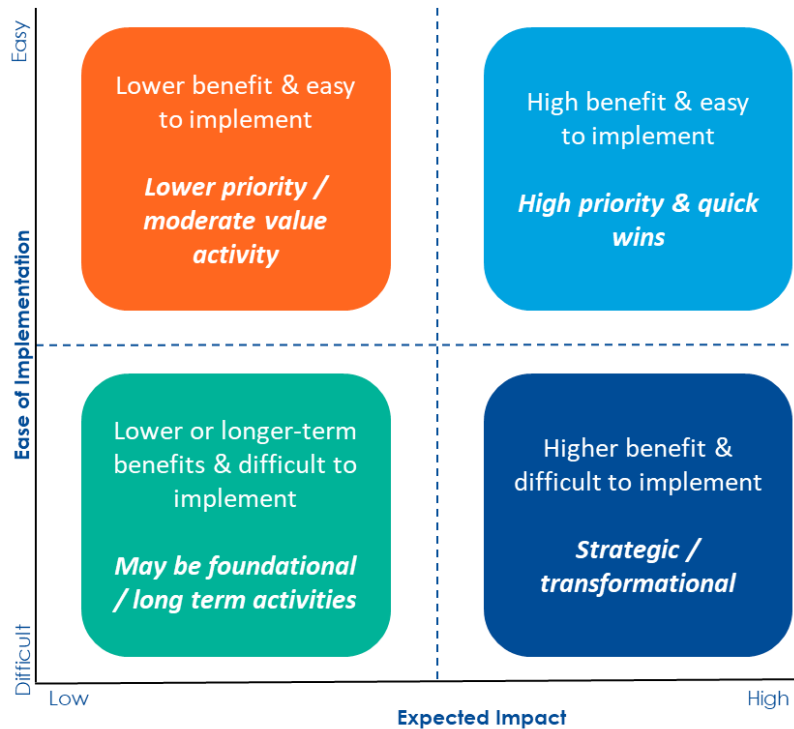 Easy
Lower benefit & easy
to implement
Lower priority /
moderate value
activity
High benefit & easy
to implement
High priority & quick
wins
Ease of Implementation
Lower or longer-term
benefits & difficult to
implement
May be foundational
/ long term activities
Higher benefit &
difficult to implement
Strategic /
transformational
Difficult
Low
High
Expected Impact